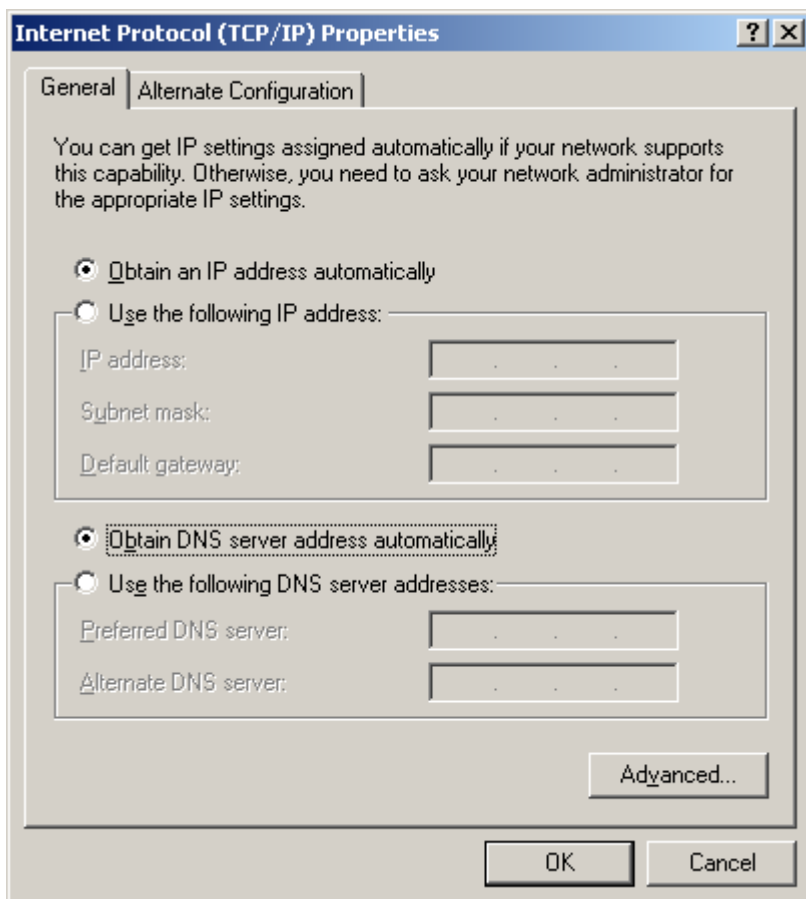 Internet Protocol (TCP/IP) Properties
General
Alternate Configuration
You can get IP settings assigned automatically if your network supports
this capability. Otherwise, you need to ask your network administrator for
the appropriate IP settings.
Obtain an IP address automatically
Use the following IP address:
IP address:
Subnet mask:
Default gateway:
Obtain DNS server address automatically
Use the following DNS server addresses:
Preferred DNS server:
Alternate DNS server:
Advanced...
OK
Cancel